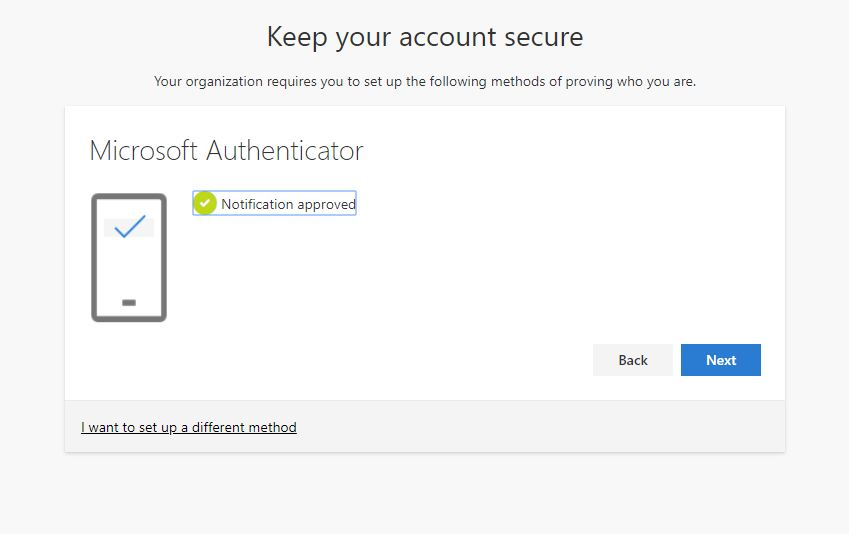 Keep your account secure
Your organization requires you to set up the following methods of proving who you are.
Microsoft Authenticator
Notification approved
Back
Next
I want to set up a different method